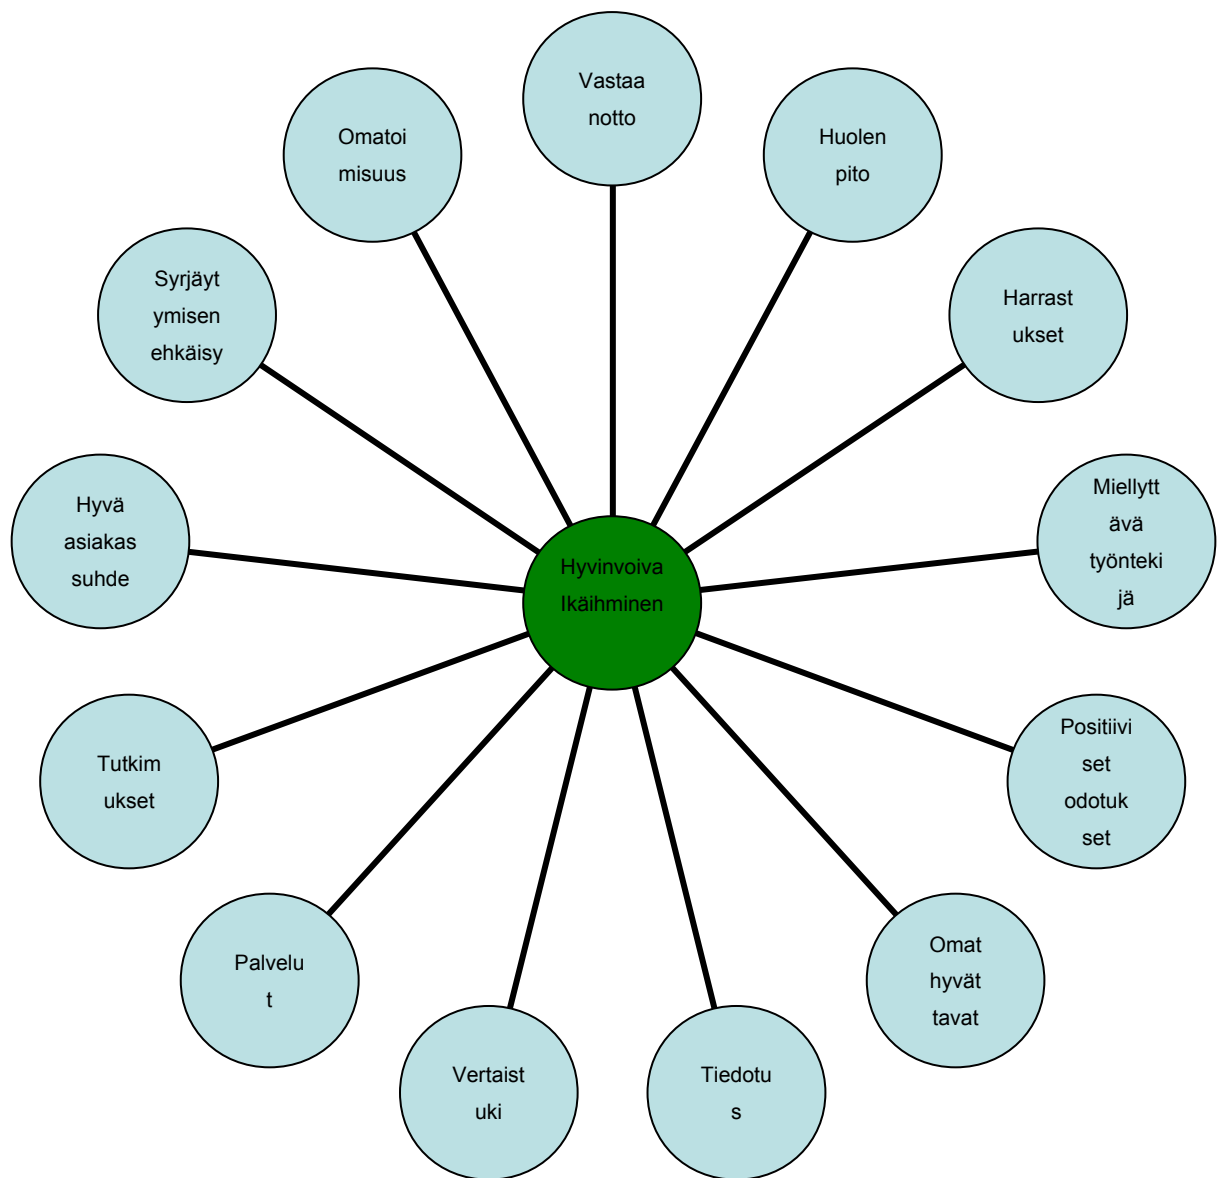 Vastaa
notto
Huolen
pito
Harrast
ukset
Miellytt
ävä
työnteki
jä
Positiivi
set
odotuk
set
Omat
hyvät
tavat
Tiedotu
s
Vertaist
uki
Palvelu
t
Tutkim
ukset
Hyvä
asiakas
suhde
Syrjäyt
ymisen
ehkäisy
Omatoi
misuus
Hyvinvoiva
Ikäihminen